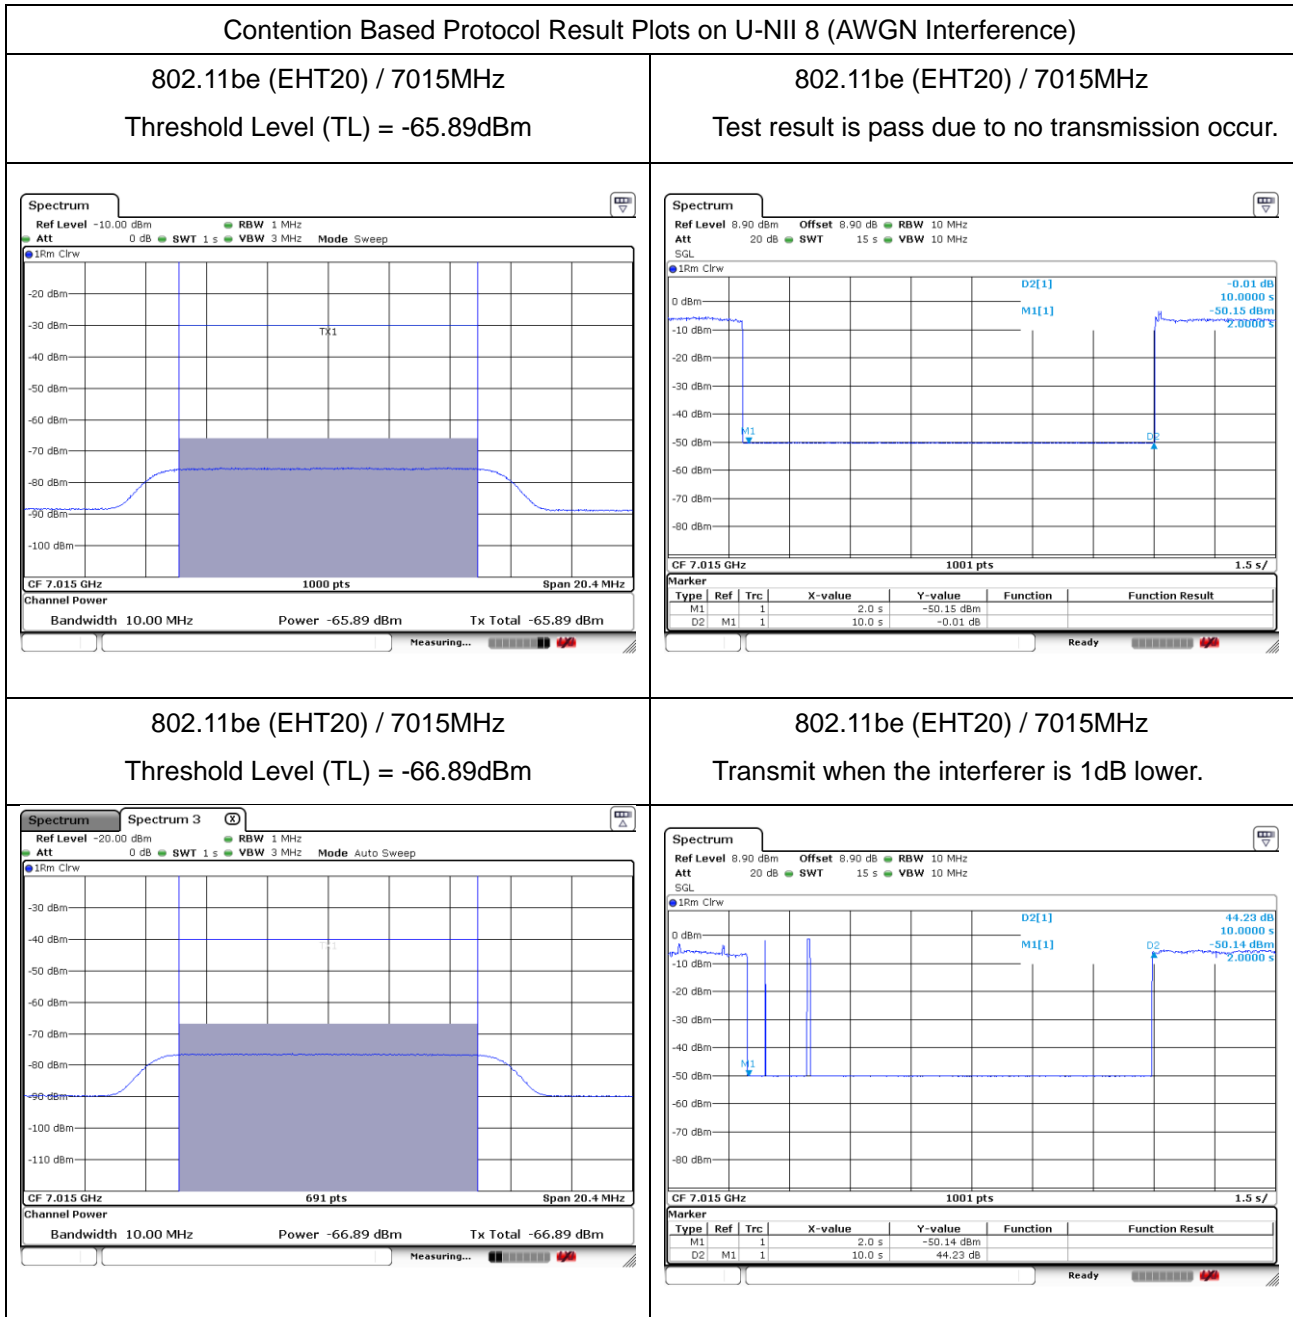 Contention Based Protocol Result Plots on U-NII 8 (AWGN Interference)
802.11be (EHT20) / 7015MHz
Threshold Level (TL) = -65.89dBm
802.11be (EHT20) / 7015MHz
Test result is pass due to no transmission occur.
Spectrum
Ref Level -10.00 dBm RBW 1 MHz
Att 0 dB SWT 1 s VBW 3 MHz Mode Sweep
1Rm Clrw
TX1
-20 dBm
-30 dBm
-40 dBm
-50 dBm
-60 dBm
-70 dBm
-80 dBm
-90 dBm
-100 dBm
CF 7.015 GHz 1000 pts Span 20.4 MHz
Channel Power
Bandwidth 10.00 MHz Power -65.89 dBm Tx Total -65.89 dBm
Measuring...
Spectrum
Ref Level 8.90 dBm Offset 8.90 dB RBW 10 MHz
Att 20 dB SWT 15 s VBW 10 MHz
SGL
1Rm Clrw
D2[1] -0.01 dB
10.0000 s
M1[1] -50.15 dBm
2.0000 s
0 dBm
-10 dBm
-20 dBm
-30 dBm
-40 dBm
-50 dBm
-60 dBm
-70 dBm
-80 dBm
M1
D2
CF 7.015 GHz 1001 pts 1.5 s/
Marker
Type Ref Trc X-value Y-value Function Function Result
M1 1 2.0 s -50.15 dBm
D2 M1 1 10.0 s -0.01 dB
Ready
802.11be (EHT20) / 7015MHz
Threshold Level (TL) = -66.89dBm
802.11be (EHT20) / 7015MHz
Transmit when the interferer is 1dB lower.
Spectrum Spectrum 3 X
Ref Level -20.00 dBm RBW 1 MHz
Att 0 dB SWT 1 s VBW 3 MHz Mode Auto Sweep
1Rm Clrw
TX1
-30 dBm
-40 dBm
-50 dBm
-60 dBm
-70 dBm
-80 dBm
-90 dBm
-100 dBm
-110 dBm
CF 7.015 GHz 691 pts Span 20.4 MHz
Channel Power
Bandwidth 10.00 MHz Power -66.89 dBm Tx Total -66.89 dBm
Measuring...
Spectrum
Ref Level 8.90 dBm Offset 8.90 dB RBW 10 MHz
Att 20 dB SWT 15 s VBW 10 MHz
SGL
1Rm Clrw
D2[1] 44.23 dB
10.0000 s
M1[1] -50.14 dBm
2.0000 s
0 dBm
-10 dBm
-20 dBm
-30 dBm
-40 dBm
-50 dBm
-60 dBm
-70 dBm
-80 dBm
M1
D2
CF 7.015 GHz 1001 pts 1.5 s/
Marker
Type Ref Trc X-value Y-value Function Function Result
M1 1 2.0 s -50.14 dBm
D2 M1 1 10.0 s 44.23 dB
Ready